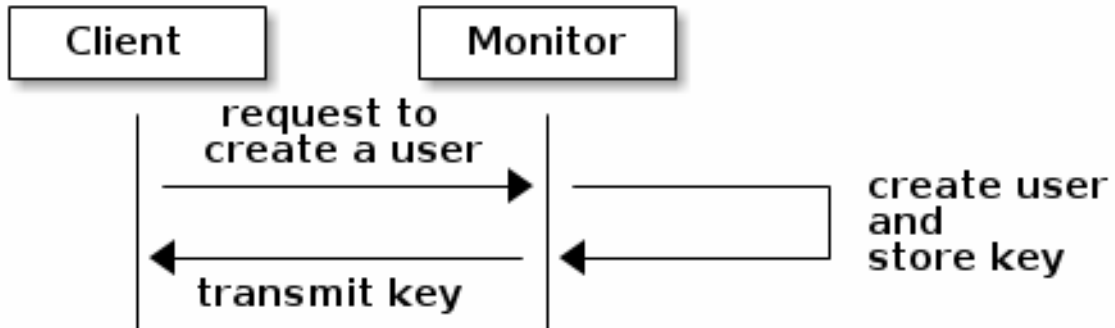 Client
Monitor
request to
create a user
create user
and
store key
transmit key